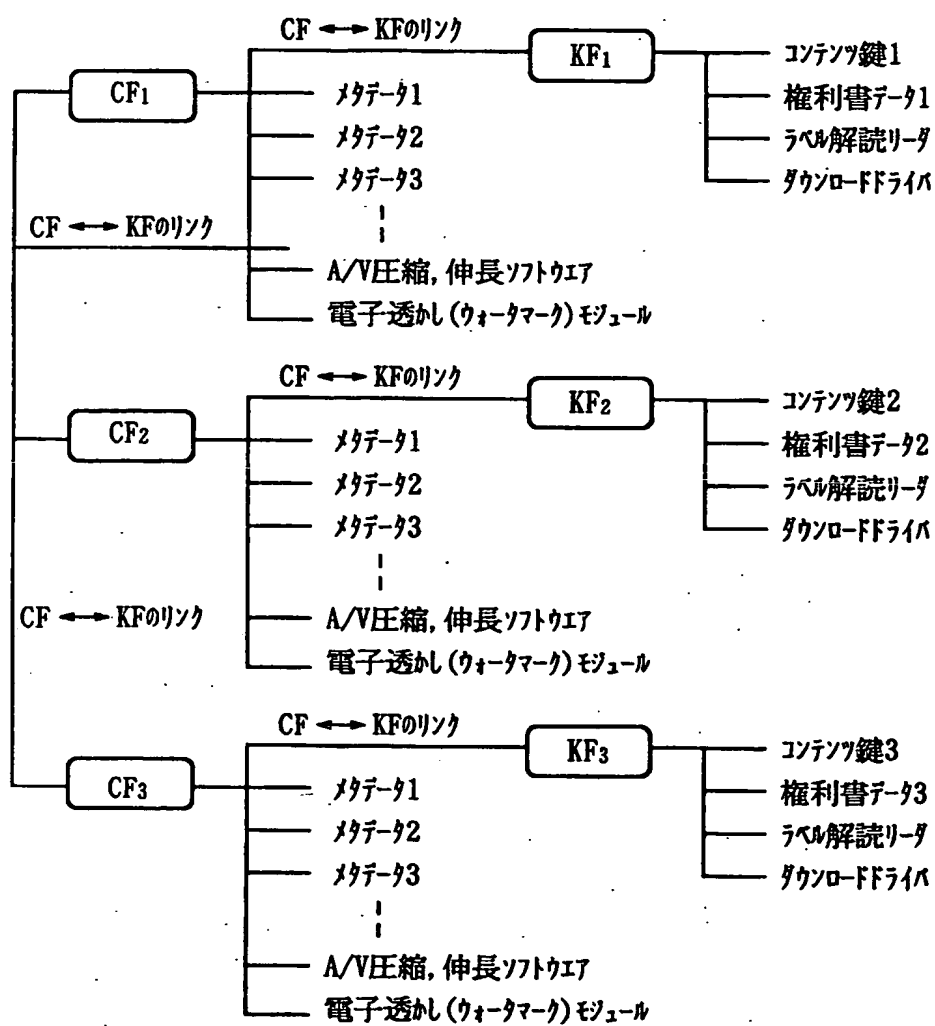 CF ⟷ KFのリンク
KF1
コンテンツ鍵1
CF1
メタデータ1
権利書データ1
メタデータ2
ラベル解読リーダ
メタデータ3
ダウンロードドライバ
CF ⟷ KFのリンク
A/V圧縮, 伸長ソフトウエア
電子透かし(ウォータマーク)モジュール
CF ⟷ KFのリンク
KF2
コンテンツ鍵2
CF2
メタデータ1
権利書データ2
メタデータ2
ラベル解読リーダ
メタデータ3
ダウンロードドライバ
CF ⟷ KFのリンク
A/V圧縮, 伸長ソフトウエア
電子透かし(ウォータマーク)モジュール
CF ⟷ KFのリンク
KF3
コンテンツ鍵3
CF3
メタデータ1
権利書データ3
メタデータ2
ラベル解読リーダ
メタデータ3
ダウンロードドライバ
A/V圧縮, 伸長ソフトウエア
電子透かし(ウォータマーク)モジュール